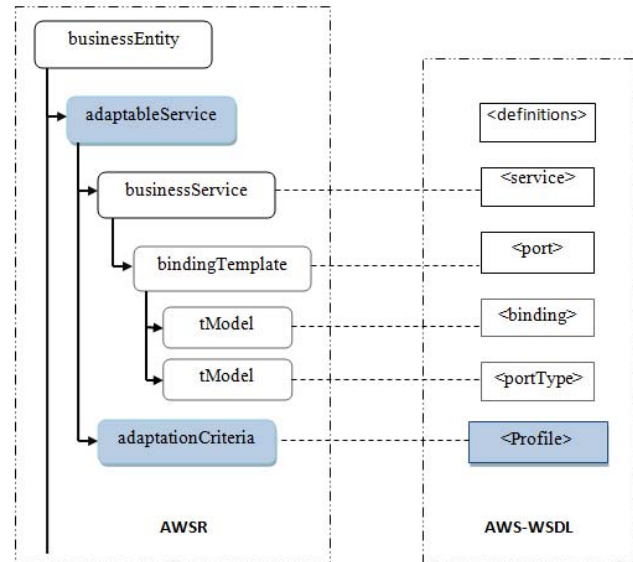 businessEntity
adaptableService
<definitions>
businessService
<service>
bindingTemplate
<port>
tModel
<binding>
tModel
<portType>
adaptationCriteria
<Profile>
AWSR
AWS-WSDL